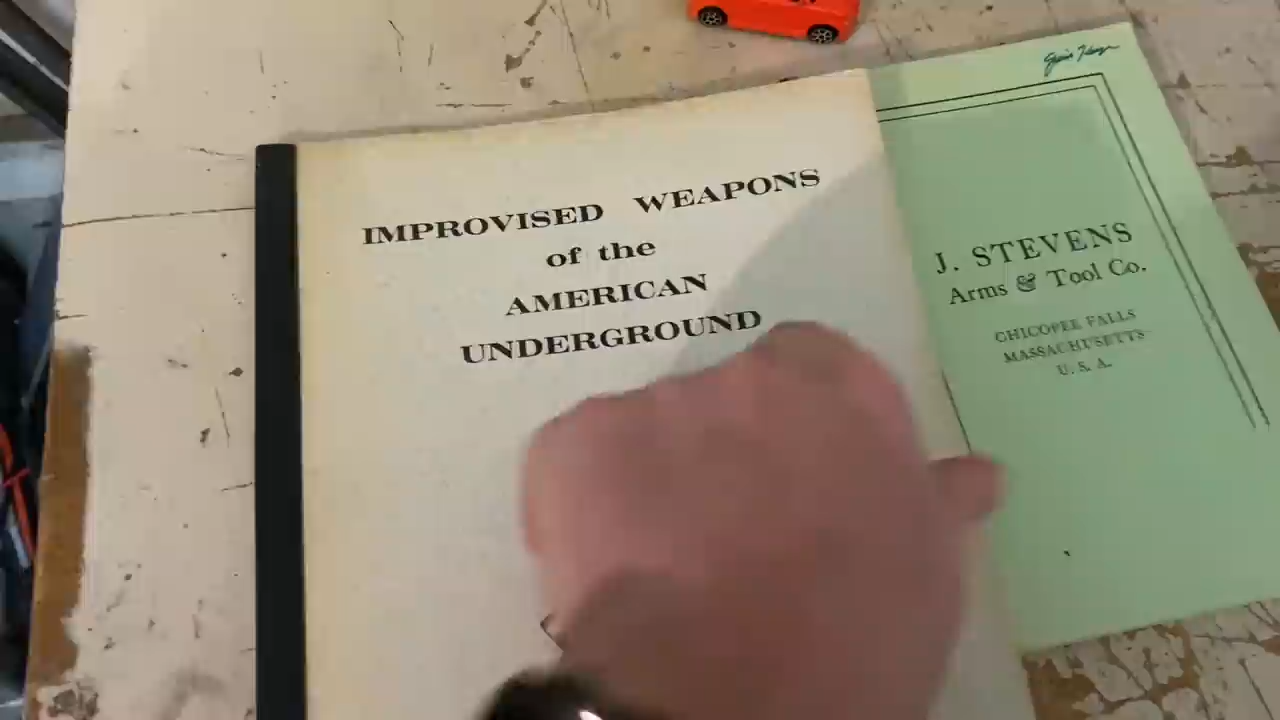 IMPROVISED WEAPONS
of the
AMERICAN
UNDERGROUND
J. STEVENS
Arms & Tool Co.
CHICOPEE FALLS
MASSACHUSETTS
U. S. A.